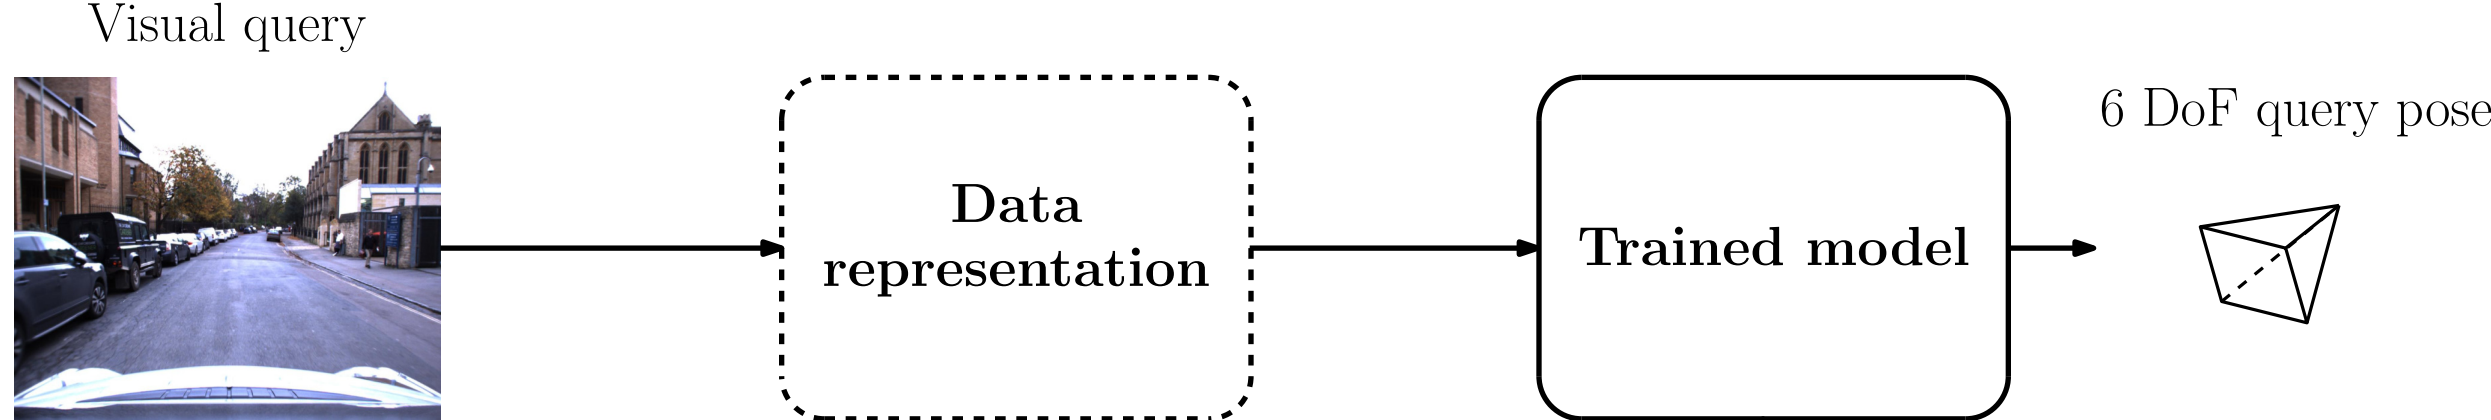 Visual query
6 DoF query pose
Data
representation
Trained model